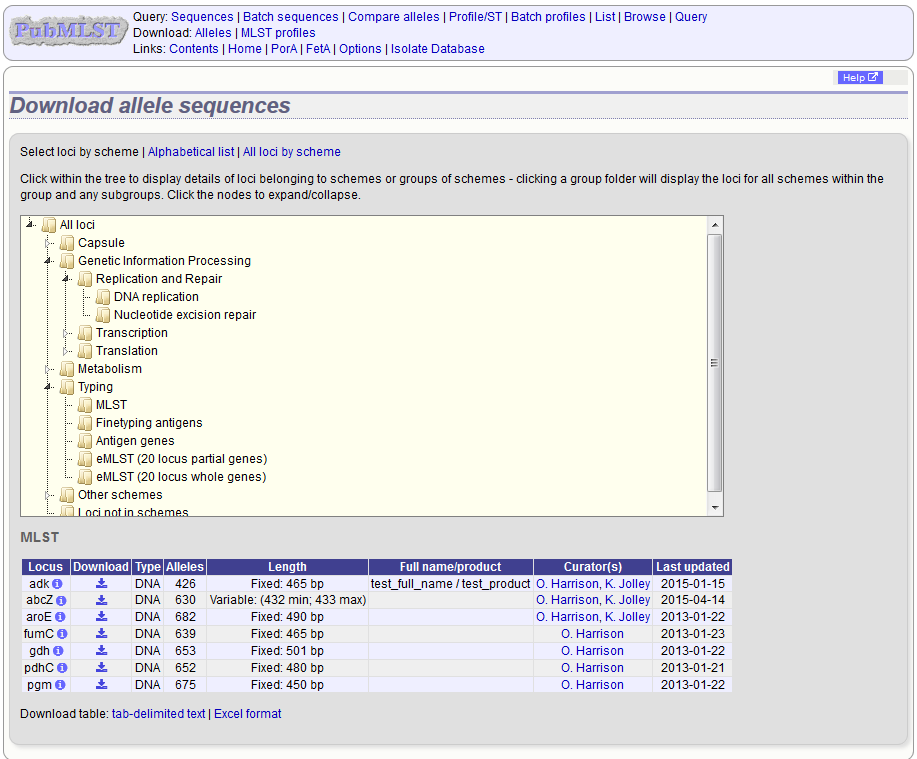 PubMLST
Query: Sequences | Batch sequences | Compare alleles | Profile/ST | Batch profiles | List | Browse | Query
Download: Alleles | MLST profiles
Links: Contents | Home | PorA | FetA | Options | Isolate Database
Help
Download allele sequences
Select loci by scheme | Alphabetical list | All loci by scheme
Click within the tree to display details of loci belonging to schemes or groups of schemes - clicking a group folder will display the loci for all schemes within the
group and any subgroups. Click the nodes to expand/collapse.
All loci
Capsule
Genetic Information Processing
Replication and Repair
DNA replication
Nucleotide excision repair
Transcription
Translation
Metabolism
Typing
MLST
Finetyping antigens
Antigen genes
eMLST (20 locus partial genes)
eMLST (20 locus whole genes)
Other schemes
Loci not in schemes
MLST
Locus Download Type Alleles Length Full name/product Curator(s) Last updated
adk DNA 426 Fixed: 465 bp test_full_name / test_product O. Harrison, K. Jolley 2015-01-15
abcZ DNA 630 Variable: (432 min; 433 max) O. Harrison, K. Jolley 2015-04-14
aroE DNA 682 Fixed: 490 bp O. Harrison, K. Jolley 2013-01-22
fumC DNA 639 Fixed: 465 bp O. Harrison 2013-01-23
gdh DNA 653 Fixed: 501 bp O. Harrison 2013-01-22
pdhC DNA 652 Fixed: 480 bp O. Harrison 2013-01-21
pgm DNA 675 Fixed: 450 bp O. Harrison 2013-01-22
Download table: tab-delimited text | Excel format